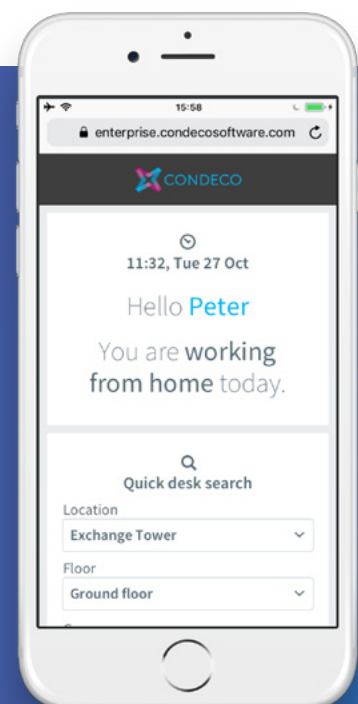 15:58
enterprise.condecosoftware.com
CONDECO
11:32, Tue 27 Oct
Hello Peter
You are working
from home today.
Quick desk search
Location
Exchange Tower
Floor
Ground floor